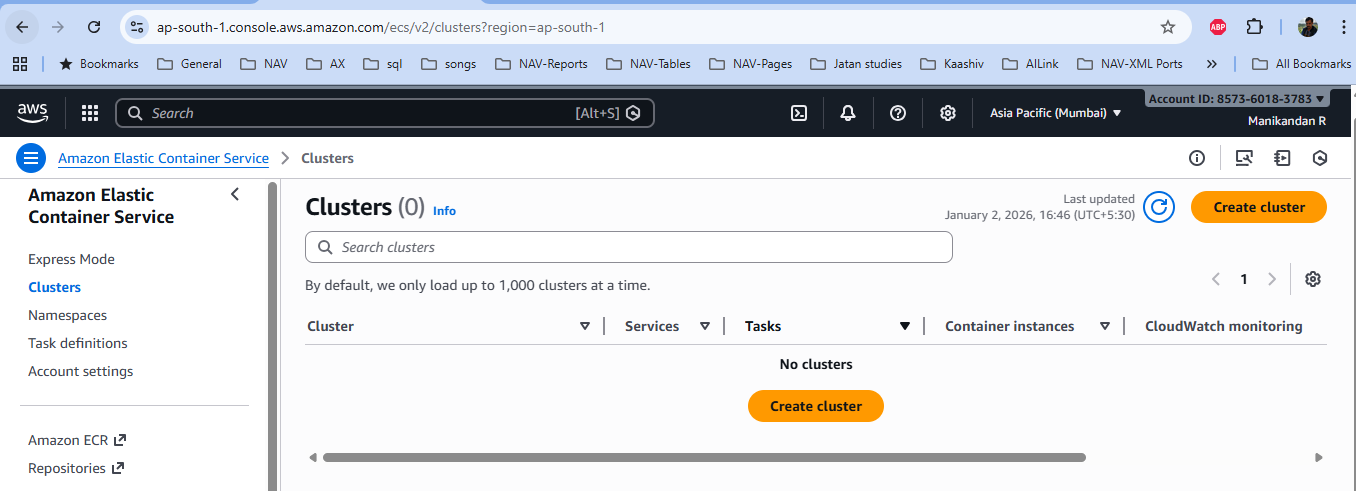 ap-south-1.console.aws.amazon.com/ecs/v2/clusters?region=ap-south-1
ABP
Bookmarks General NAV AX sql songs NAV-Reports NAV-Tables NAV-Pages Jatan studies Kaashiv AILink NAV-XML Ports » All Bookmarks
aws Search [Alt+S] Asia Pacific (Mumbai) Account ID: 8573-6018-3783
Manikandan R
Amazon Elastic Container Service > Clusters
Amazon Elastic
Container Service
Express Mode
Clusters
Namespaces
Task definitions
Account settings
Amazon ECR
Repositories
Clusters (0) Info
Last updated
January 2, 2026, 16:46 (UTC+5:30)
Create cluster
Search clusters
By default, we only load up to 1,000 clusters at a time.
1
Cluster Services Tasks Container instances CloudWatch monitoring
No clusters
Create cluster